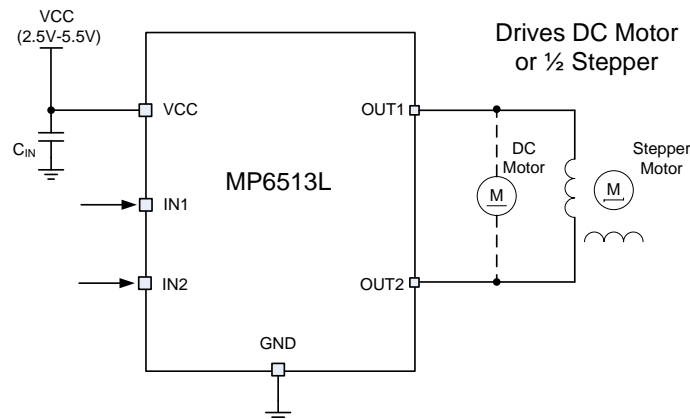 VCC
(2.5V-5.5V)
Drives DC Motor
or ½ Stepper
VCC
OUT1
CIN
DC
Motor
Stepper
Motor
MP6513L
M
M
IN1
IN2
OUT2
GND